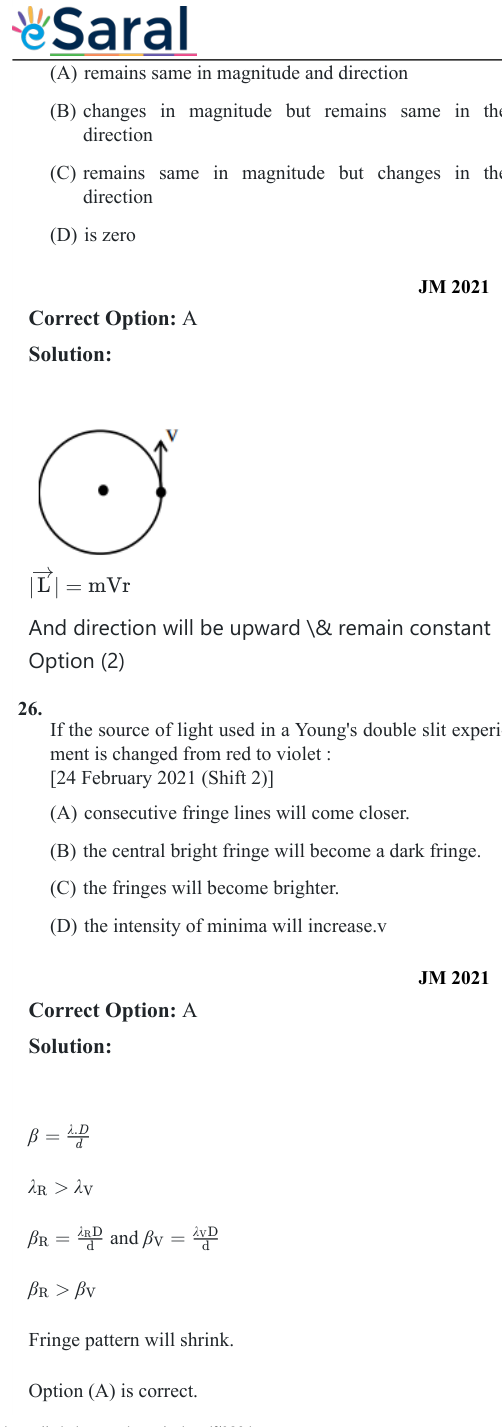 eSaral
(A) remains same in magnitude and direction
(B) changes in magnitude but remains same in the
direction
(C) remains same in magnitude but changes in the
direction
(D) is zero
JM 2021
Correct Option: A
Solution:
V
|L⃗| = mVr
And direction will be upward \& remain constant
Option (2)
26.
If the source of light used in a Young's double slit experi-
ment is changed from red to violet :
[24 February 2021 (Shift 2)]
(A) consecutive fringe lines will come closer.
(B) the central bright fringe will become a dark fringe.
(C) the fringes will become brighter.
(D) the intensity of minima will increase.v
JM 2021
Correct Option: A
Solution:
β = λ.D/d
λR > λV
βR = λRD/d and βV = λVD/d
βR > βV
Fringe pattern will shrink.
Option (A) is correct.